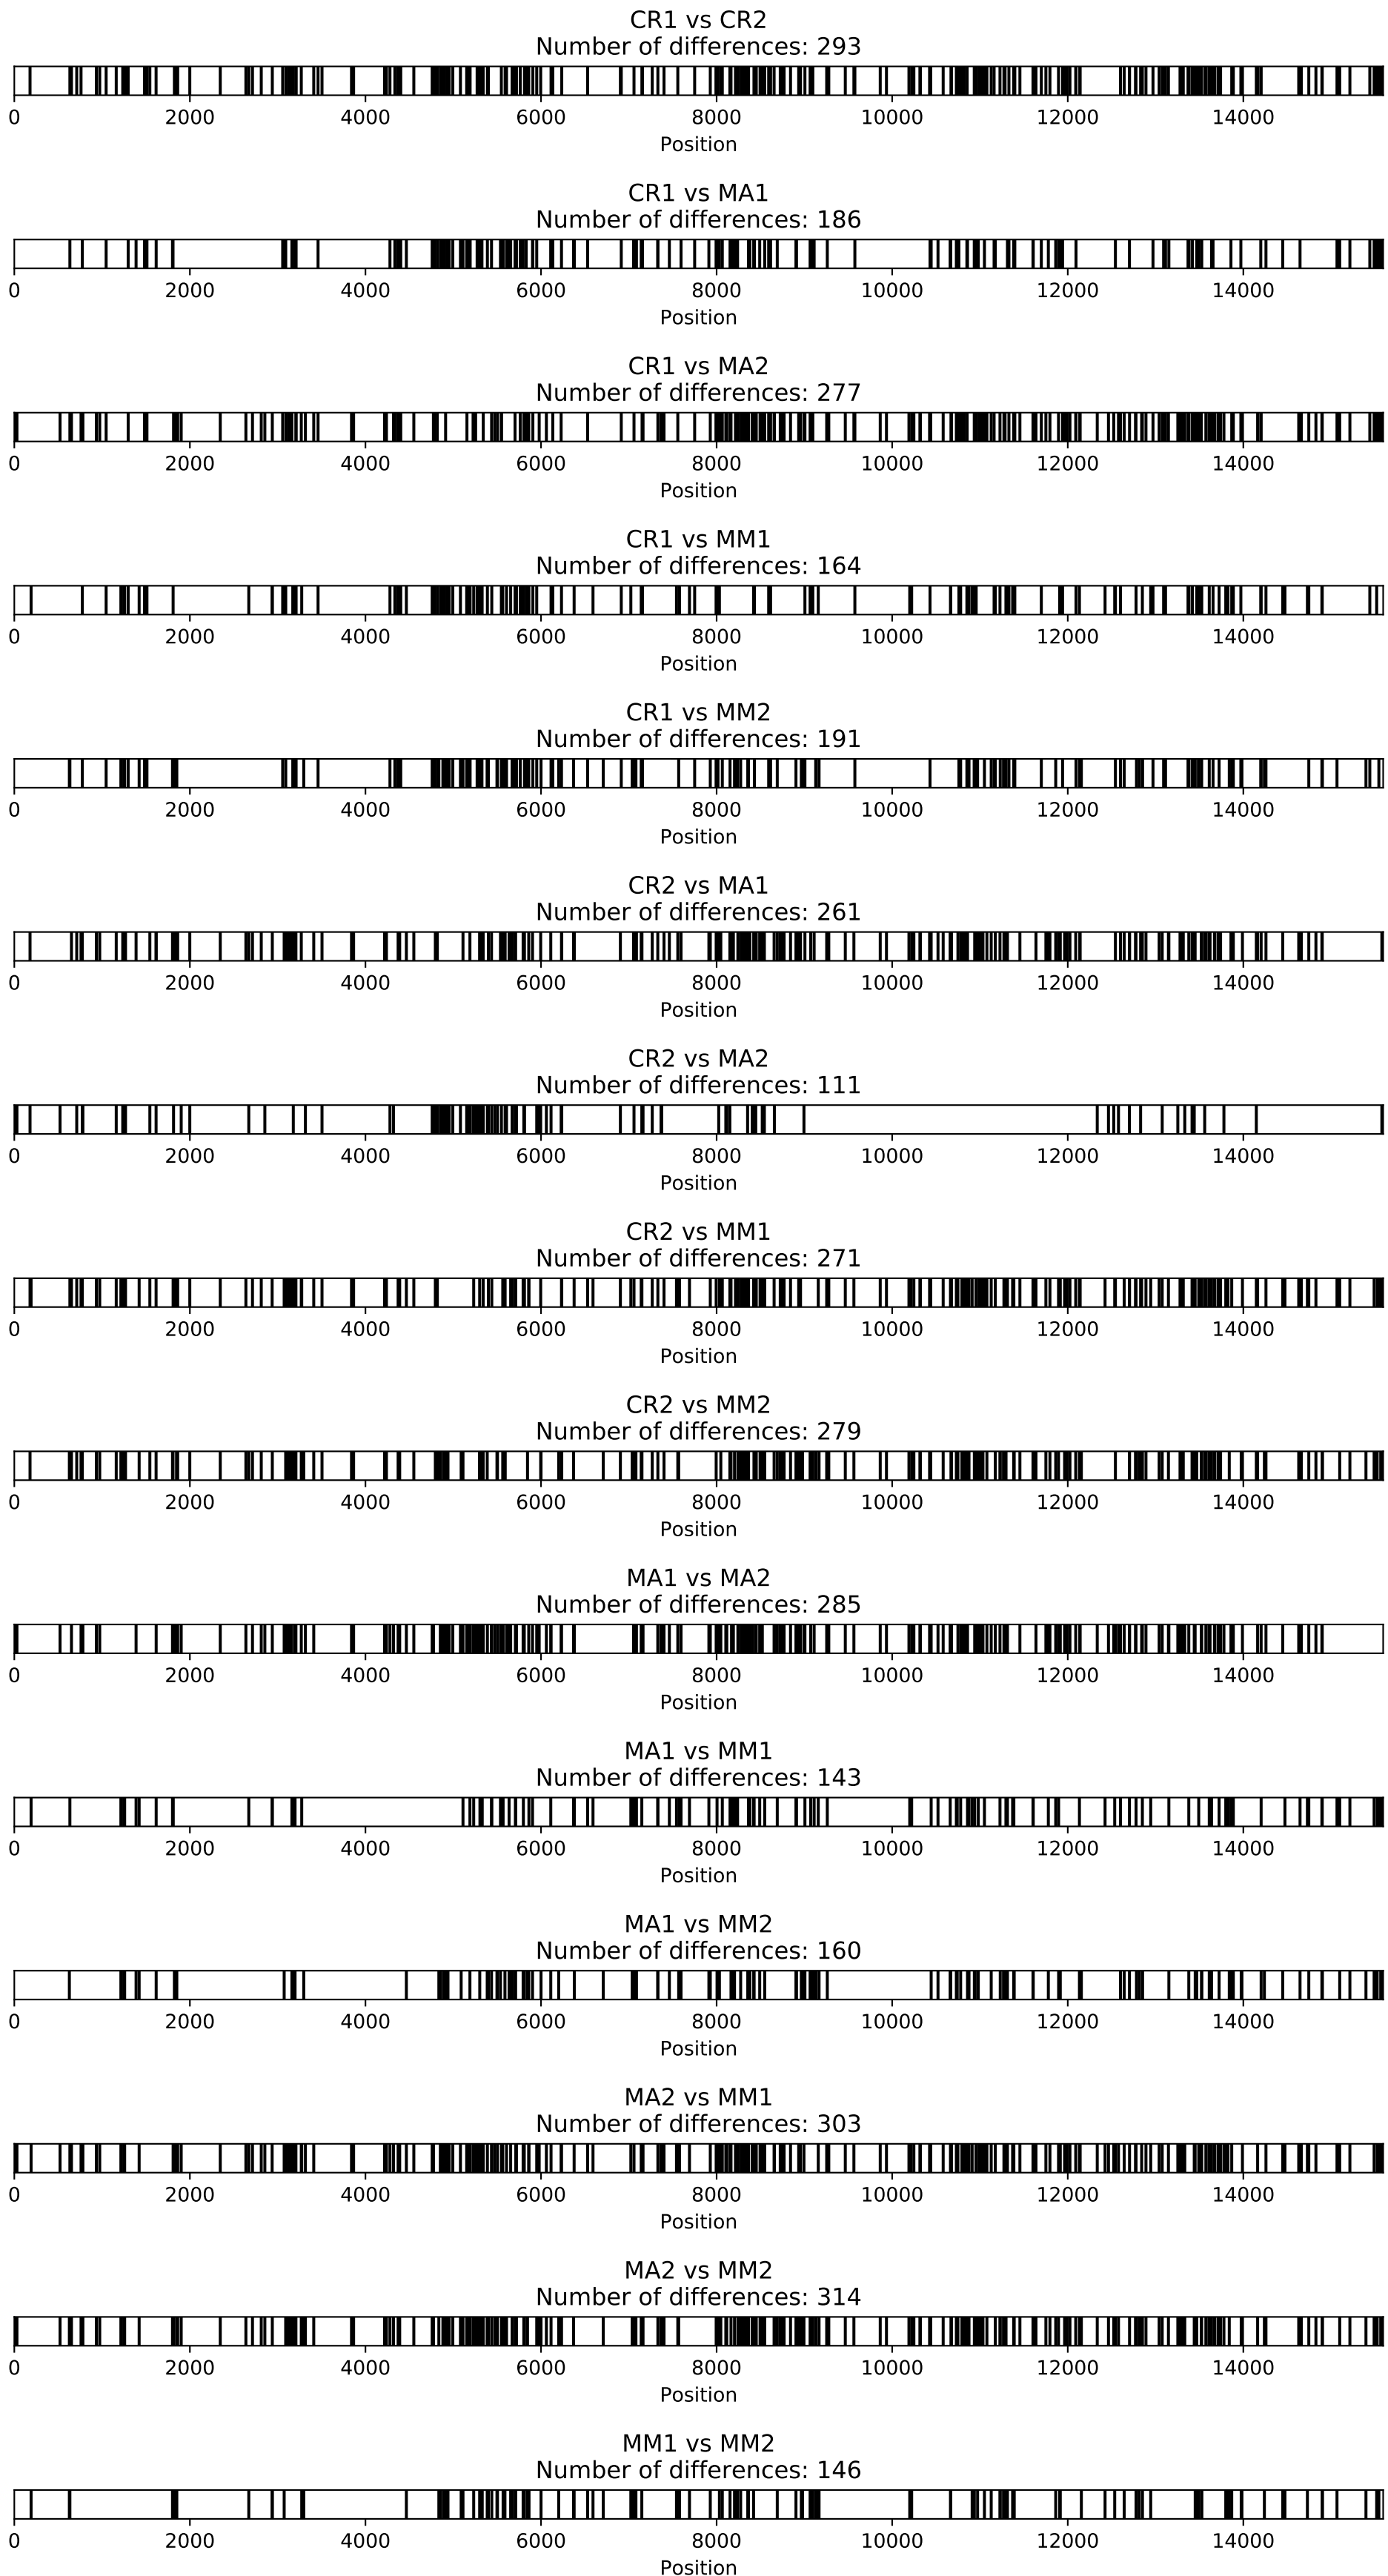 CR1 vs CR2
Number of differences: 293
0 2000 4000 6000 8000 10000 12000 14000
Position
CR1 vs MA1
Number of differences: 186
0 2000 4000 6000 8000 10000 12000 14000
Position
CR1 vs MA2
Number of differences: 277
0 2000 4000 6000 8000 10000 12000 14000
Position
CR1 vs MM1
Number of differences: 164
0 2000 4000 6000 8000 10000 12000 14000
Position
CR1 vs MM2
Number of differences: 191
0 2000 4000 6000 8000 10000 12000 14000
Position
CR2 vs MA1
Number of differences: 261
0 2000 4000 6000 8000 10000 12000 14000
Position
CR2 vs MA2
Number of differences: 111
0 2000 4000 6000 8000 10000 12000 14000
Position
CR2 vs MM1
Number of differences: 271
0 2000 4000 6000 8000 10000 12000 14000
Position
CR2 vs MM2
Number of differences: 279
0 2000 4000 6000 8000 10000 12000 14000
Position
MA1 vs MA2
Number of differences: 285
0 2000 4000 6000 8000 10000 12000 14000
Position
MA1 vs MM1
Number of differences: 143
0 2000 4000 6000 8000 10000 12000 14000
Position
MA1 vs MM2
Number of differences: 160
0 2000 4000 6000 8000 10000 12000 14000
Position
MA2 vs MM1
Number of differences: 303
0 2000 4000 6000 8000 10000 12000 14000
Position
MA2 vs MM2
Number of differences: 314
0 2000 4000 6000 8000 10000 12000 14000
Position
MM1 vs MM2
Number of differences: 146
0 2000 4000 6000 8000 10000 12000 14000
Position